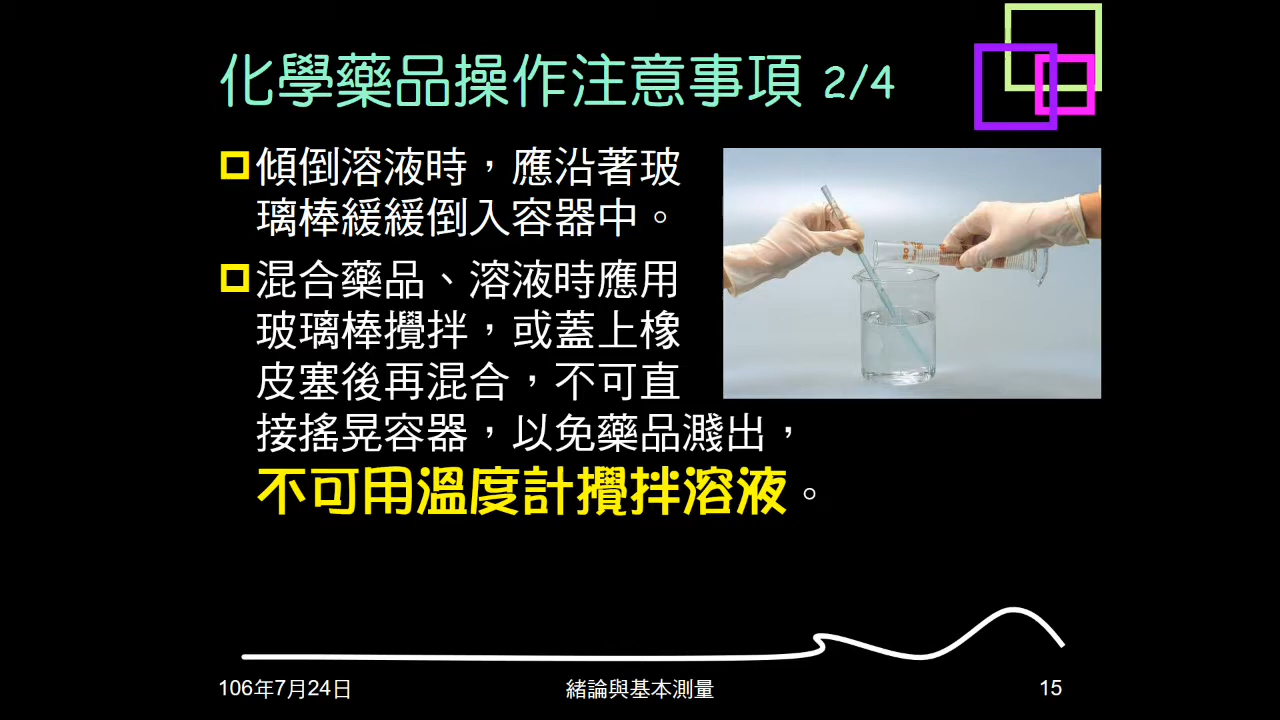 化學藥品操作注意事項 2/4
傾倒溶液時，應沿著玻
璃棒緩緩倒入容器中。
混合藥品、溶液時應用
玻璃棒攪拌，或蓋上橡
皮塞後再混合，不可直
接搖晃容器，以免藥品濺出，
不可用溫度計攪拌溶液。
106年7月24日
緒論與基本測量
15